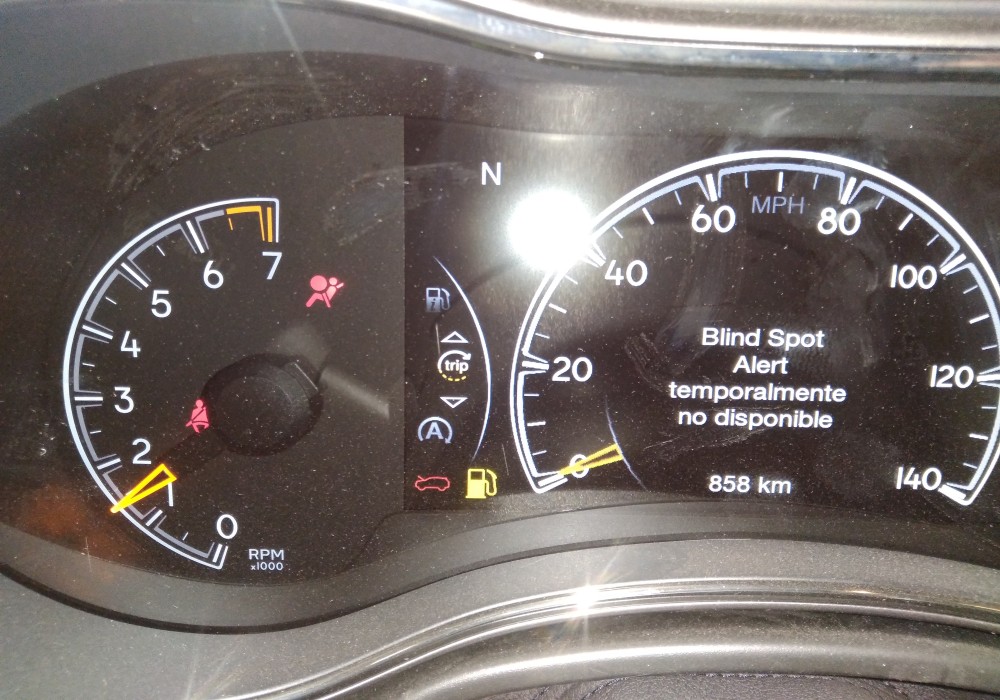 N
7
6
5
4
3
2
1
0
RPM
x1000
trip
A
MPH
0
20
40
60
80
100
120
140
Blind Spot
Alert
temporalmente
no disponible
858 km